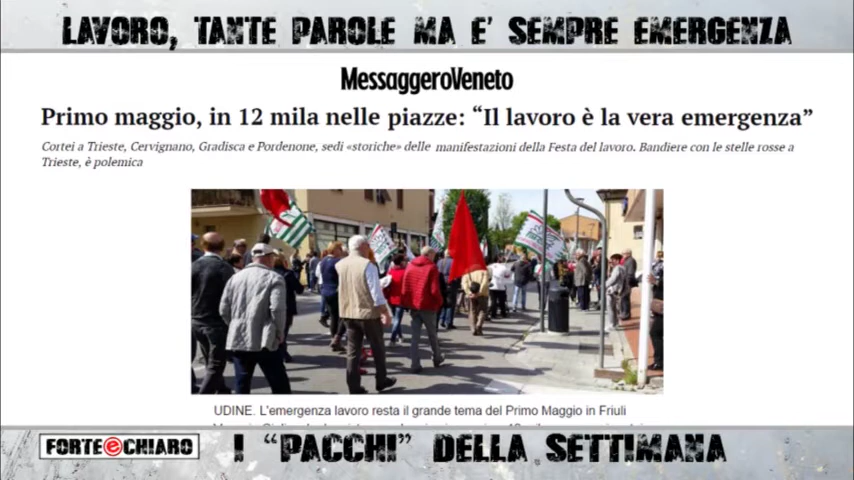 LAVORO, TANTE PAROLE MA E' SEMPRE EMERGENZA
MessaggeroVeneto
Primo maggio, in 12 mila nelle piazze: “Il lavoro è la vera emergenza”
Cortei a Trieste, Cervignano, Gradisca e Pordenone, sedi «storiche» delle manifestazioni della Festa del lavoro. Bandiere con le stelle rosse a
Trieste, è polemica
UDINE. L'emergenza lavoro resta il grande tema del Primo Maggio in Friuli
FORTE e CHIARO
I “PACCHI” DELLA SETTIMANA